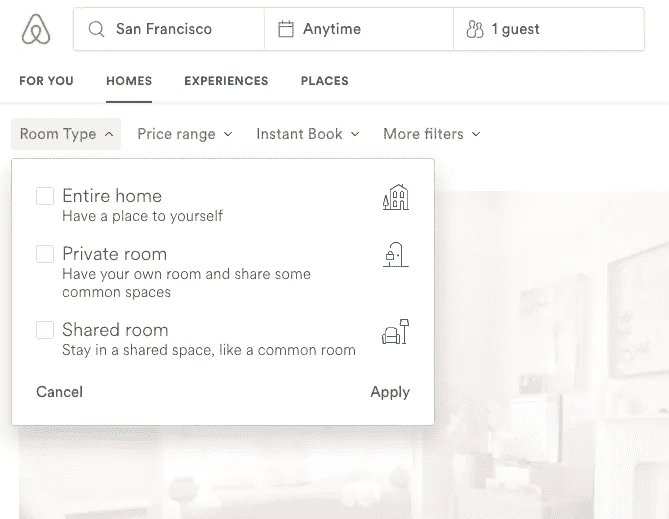 San Francisco
Anytime
1 guest
FOR YOU
HOMES
EXPERIENCES
PLACES
Room Type
Price range
Instant Book
More filters
Entire home
Have a place to yourself
Private room
Have your own room and share some
common spaces
Shared room
Stay in a shared space, like a common room
Cancel
Apply